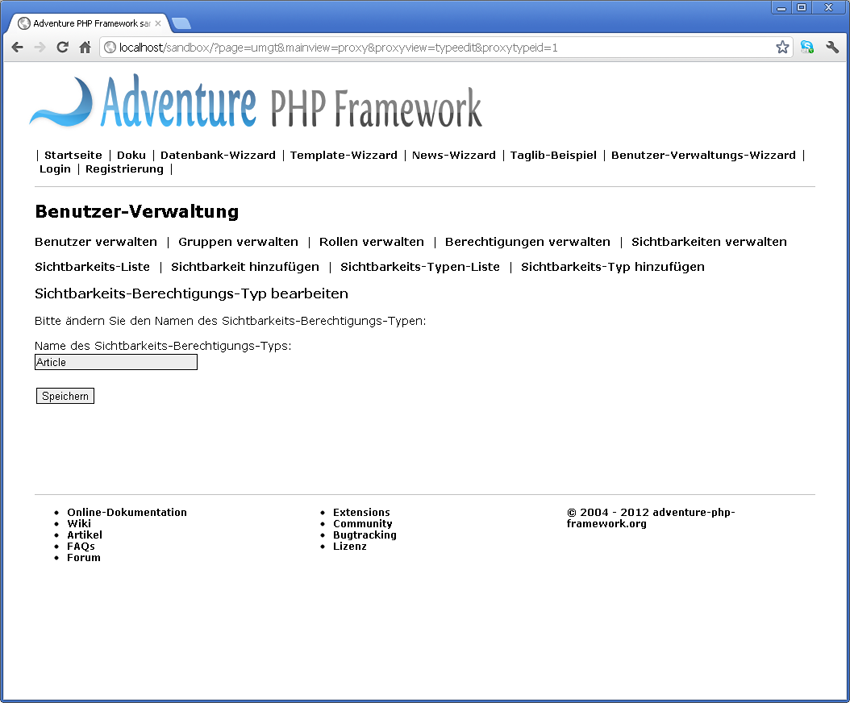 Adventure PHP Framework sar
localhost/sandbox/?page=umgt&mainview=proxy&proxyview=typeedit&proxytypeid=1
Adventure PHP Framework
| Startseite | Doku | Datenbank-Wizzard | Template-Wizzard | News-Wizzard | Taglib-Beispiel | Benutzer-Verwaltungs-Wizzard |
Login | Registrierung |
Benutzer-Verwaltung
Benutzer verwalten | Gruppen verwalten | Rollen verwalten | Berechtigungen verwalten | Sichtbarkeiten verwalten
Sichtbarkeits-Liste | Sichtbarkeit hinzufügen | Sichtbarkeits-Typen-Liste | Sichtbarkeits-Typ hinzufügen
Sichtbarkeits-Berechtigungs-Typ bearbeiten
Bitte ändern Sie den Namen des Sichtbarkeits-Berechtigungs-Typen:
Name des Sichtbarkeits-Berechtigungs-Typs:
Article
Speichern
• Online-Dokumentation
• Wiki
• Artikel
• FAQs
• Forum
• Extensions
• Community
• Bugtracking
• Lizenz
© 2004 - 2012 adventure-php-
framework.org